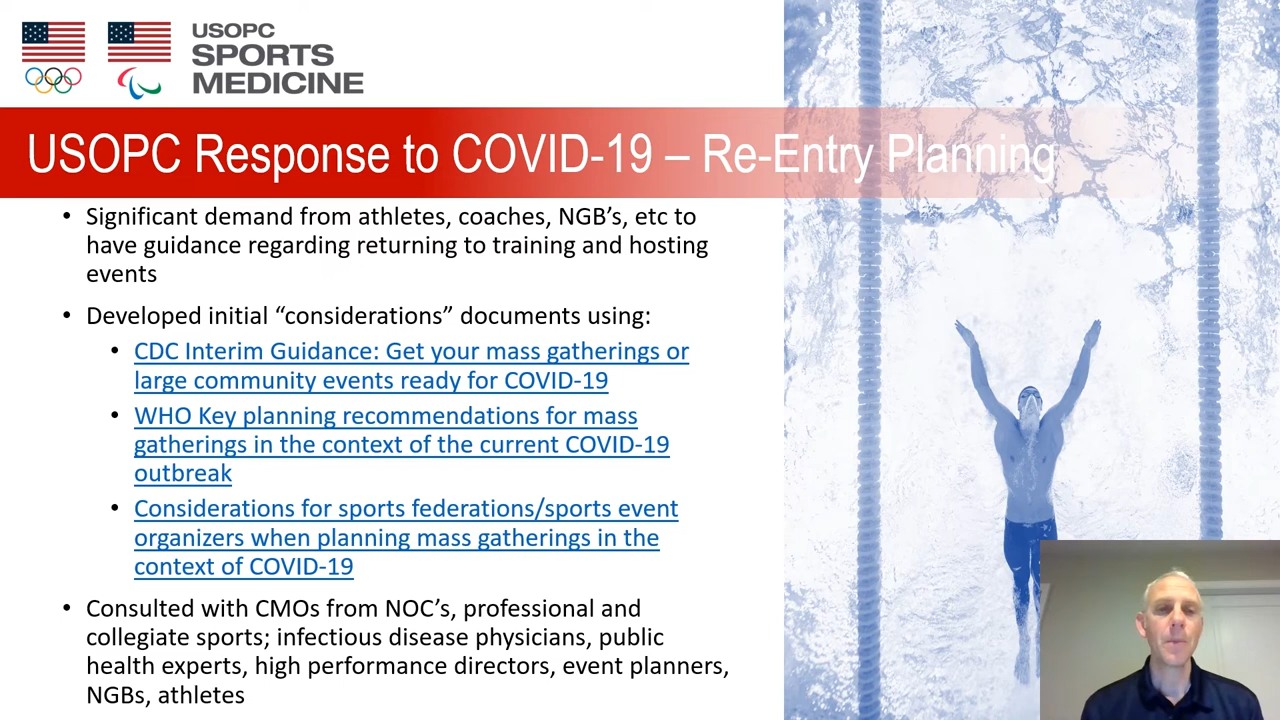 USOPC
SPORTS
MEDICINE
USOPC Response to COVID-19 – Re-Entry Planning
• Significant demand from athletes, coaches, NGB’s, etc to
have guidance regarding returning to training and hosting
events
• Developed initial “considerations” documents using:
• CDC Interim Guidance: Get your mass gatherings or
large community events ready for COVID-19
• WHO Key planning recommendations for mass
gatherings in the context of the current COVID-19
outbreak
• Considerations for sports federations/sports event
organizers when planning mass gatherings in the
context of COVID-19
• Consulted with CMOs from NOC’s, professional and
collegiate sports; infectious disease physicians, public
health experts, high performance directors, event planners,
NGBs, athletes